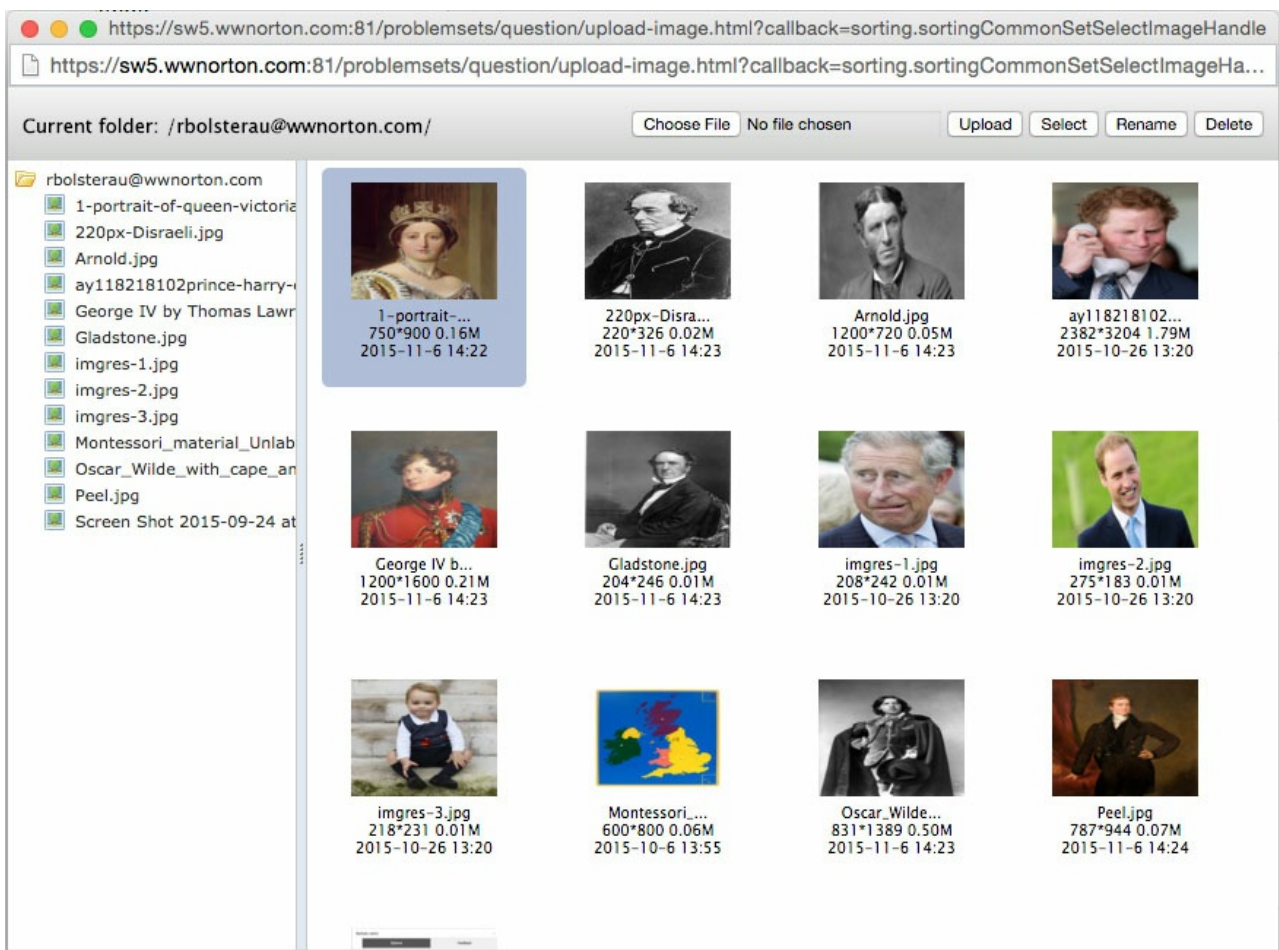 https://sw5.wwnorton.com:81/problemsets/question/upload-image.html?callback=sorting.sortingCommonSetSelectImageHandle
https://sw5.wwnorton.com:81/problemsets/question/upload-image.html?callback=sorting.sortingCommonSetSelectImageHa...
Current folder: /rbolsterau@wwnorton.com/ Choose File No file chosen Upload Select Rename Delete
rbolsterau@wwnorton.com
1-portrait-of-queen-victoria
220px-Disraeli.jpg
Arnold.jpg
ay118218102prince-harry-
George IV by Thomas Lawr
Gladstone.jpg
imgres-1.jpg
imgres-2.jpg
imgres-3.jpg
Montessori_material_Unlab
Oscar_Wilde_with_cape_an
Peel.jpg
Screen Shot 2015-09-24 at
1-portrait-... 220px-Disra... Arnold.jpg ay118218102...
750*900 0.16M 220*326 0.02M 1200*720 0.05M 2382*3204 1.79M
2015-11-6 14:22 2015-11-6 14:23 2015-11-6 14:23 2015-10-26 13:20
George IV b... Gladstone.jpg imgres-1.jpg imgres-2.jpg
1200*1600 0.21M 204*246 0.01M 208*242 0.01M 275*183 0.01M
2015-11-6 14:23 2015-11-6 14:23 2015-10-26 13:20 2015-10-26 13:20
imgres-3.jpg Montessori_... Oscar_Wilde... Peel.jpg
218*231 0.01M 600*800 0.06M 831*1389 0.50M 787*944 0.07M
2015-10-26 13:20 2015-10-6 13:55 2015-11-6 14:23 2015-11-6 14:24